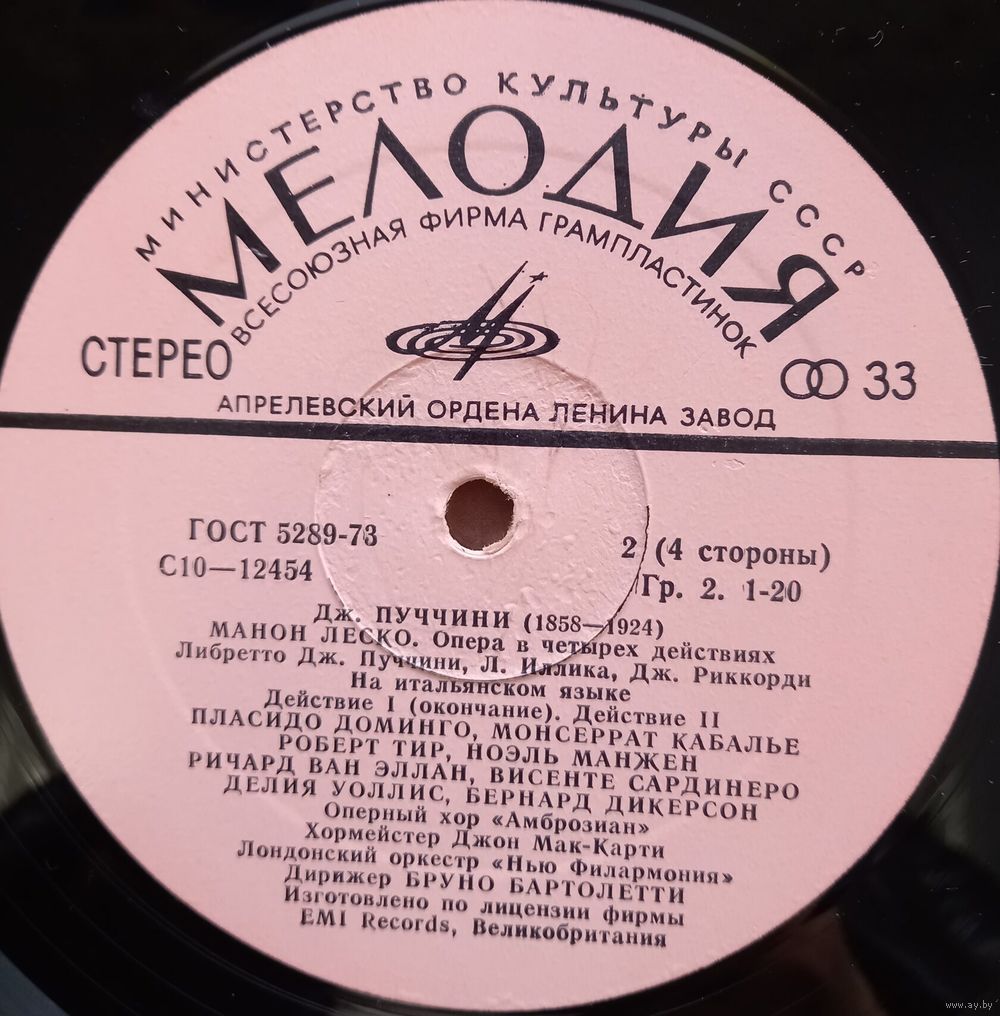 МИНИСТЕРСТВО КУЛЬТУРЫ СССР
МЕЛОДИЯ
ВСЕСОЮЗНАЯ ФИРМА ГРАМПЛАСТИНОК
СТЕРЕО
33
АПРЕЛЕВСКИЙ ОРДЕНА ЛЕНИНА ЗАВОД
ГОСТ 5289-73
2 (4 стороны)
С10—12454
Гр. 2. 1-20
Дж. ПУЧЧИНИ (1858—1924)
МАНОН ЛЕСКО. Опера в четырех действиях
Либретто Дж. Пуччини, Л. Иллика, Дж. Риккорди
На итальянском языке
Действие I (окончание). Действие II
ПЛАСИДО ДОМИНГО, МОНСЕРРАТ КАБАЛЬЕ
РОБЕРТ ТИР, НОЭЛЬ МАНЖЕН
РИЧАРД ВАН ЭЛЛАН, ВИСЕНТЕ САРДИНЕРО
ДЕЛИЯ УОЛЛИС, БЕРНАРД ДИКЕРСОН
Оперный хор «Амброзиан»
Хормейстер Джон Мак-Карти
Лондонский оркестр «Нью Филармония»
Дирижер БРУНО БАРТОЛЕТТИ
Изготовлено по лицензии фирмы
EMI Records, Великобритания
www.ay.by